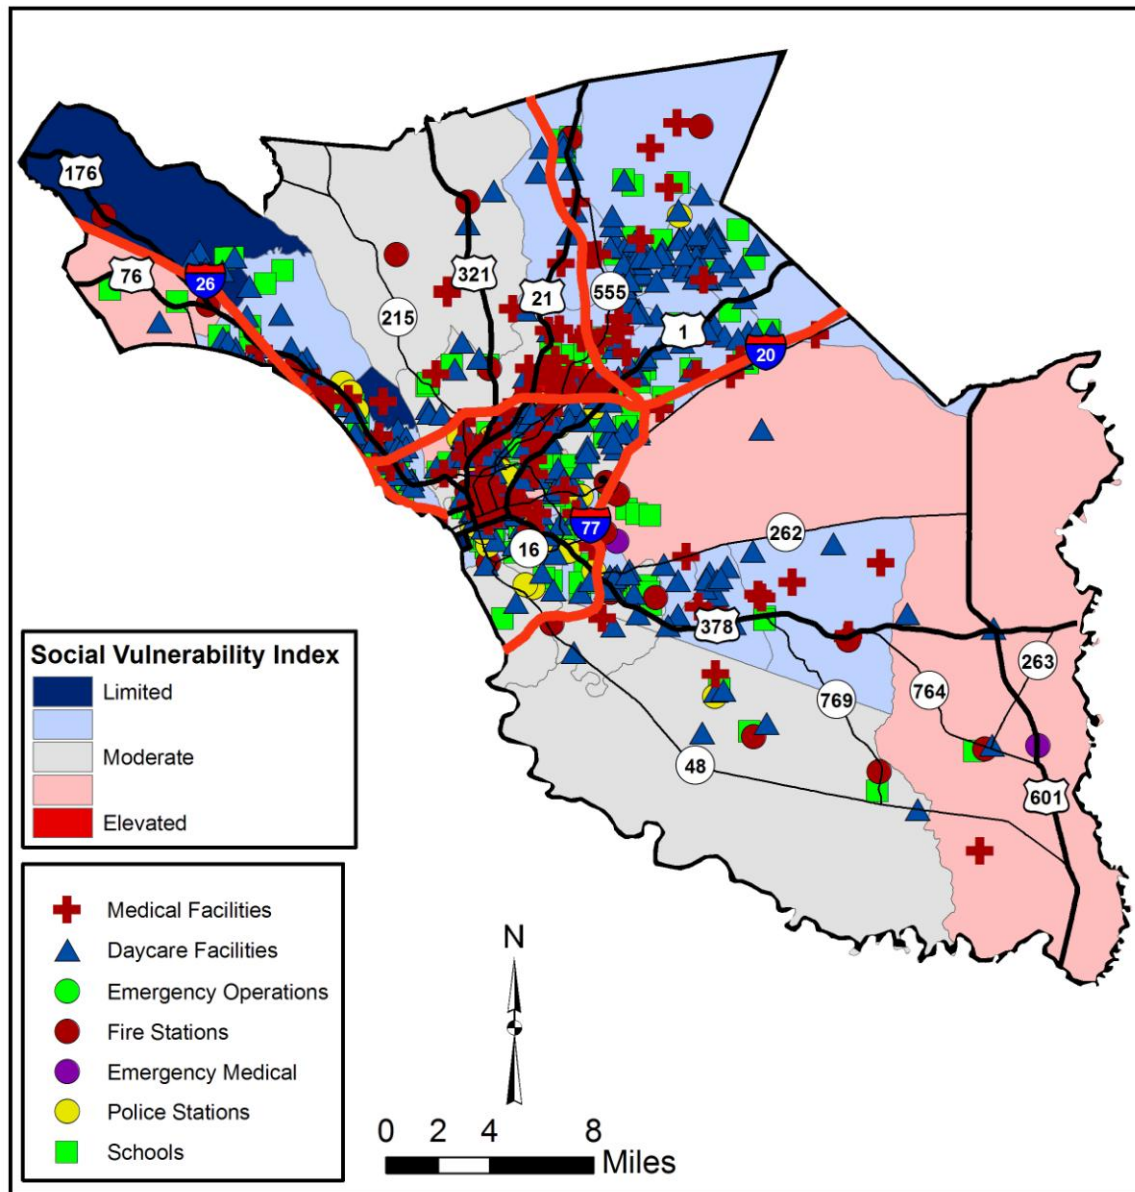 176
76
26
321
21
555
215
1
20
77
16
262
378
263
769
764
48
601
Social Vulnerability Index
Limited
Moderate
Elevated
Medical Facilities
Daycare Facilities
Emergency Operations
Fire Stations
Emergency Medical
Police Stations
Schools
N
0 2 4 8
Miles